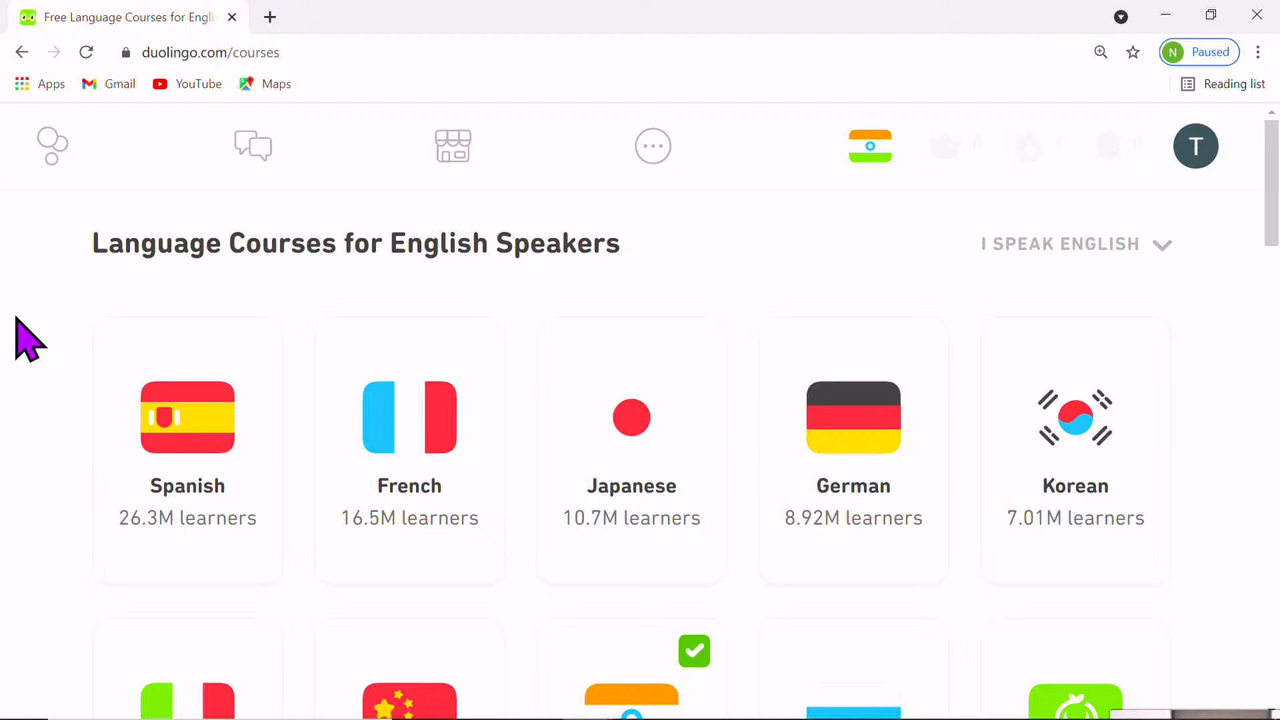 Free Language Courses for Engli
duolingo.com/courses
N Paused
Apps Gmail YouTube Maps Reading list
T
Language Courses for English Speakers
I SPEAK ENGLISH
Spanish French Japanese German Korean
26.3M learners 16.5M learners 10.7M learners 8.92M learners 7.01M learners